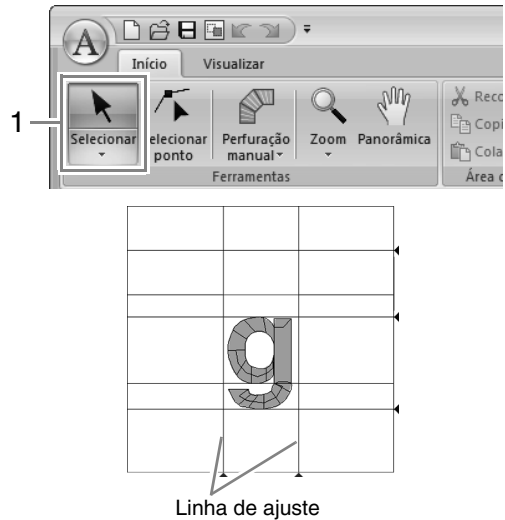 A
Início Visualizar
1
Selecionar
elecionar
ponto
Perfuração
manual
Zoom
Panorâmica
Reco
Copi
Cola
Ferramentas
Área
g
Linha de ajuste